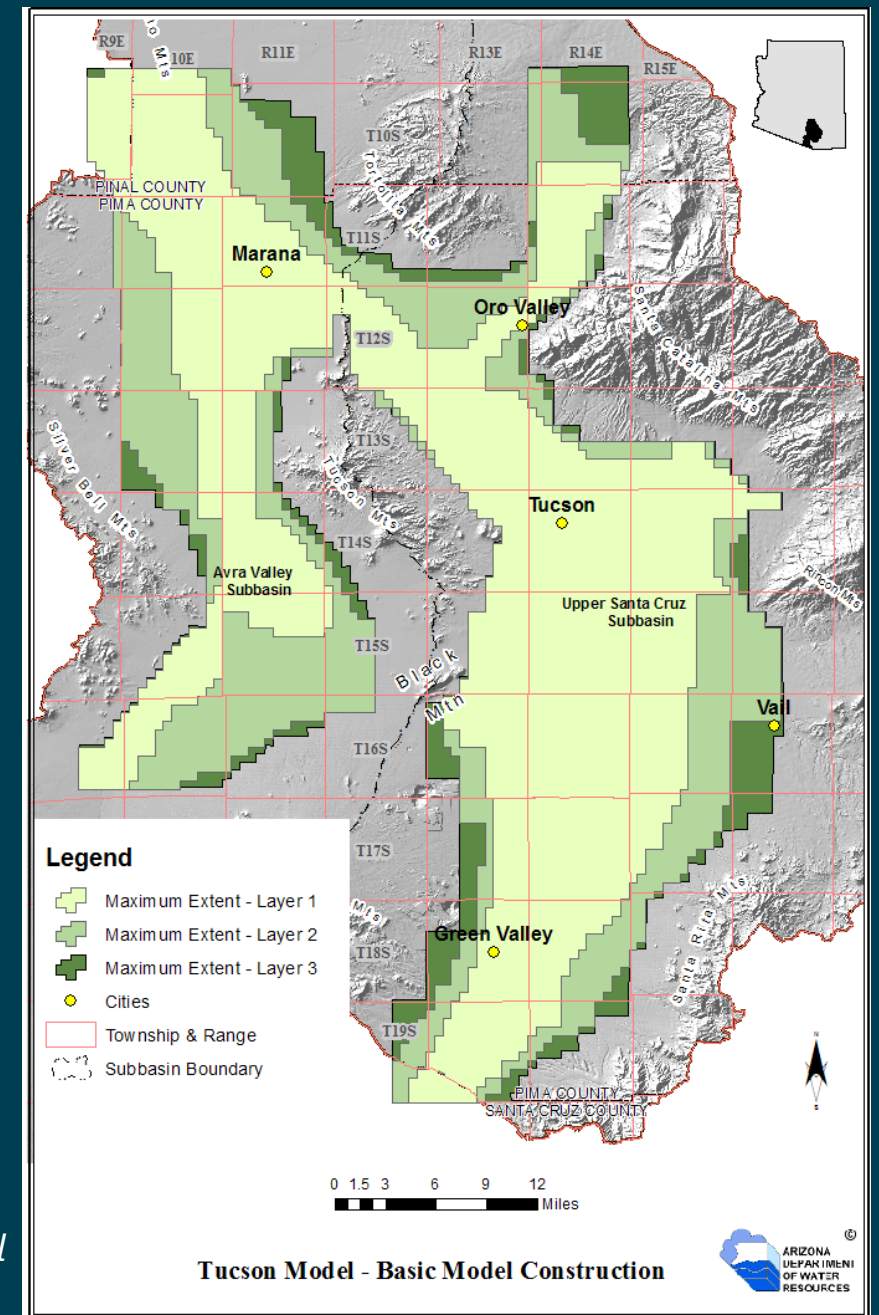 R9E
10E
R11E
R13E
R14E
R15E
o Mts
T10S
Tortolita Mts
PINAL COUNTY
PIMA COUNTY
T11S
Marana
Oro Valley
Santa Catalina Mts
T12S
T13S
Silver Bell Mts
Tucson Mts
Tucson
T14S
Avra Valley
Subbasin
Rincon Mts
Upper Santa Cruz
Subbasin
T15S
Black
Mtn
Vail
T16S
T17S
Legend
Maximum Extent - Layer 1
Maximum Extent - Layer 2
Maximum Extent - Layer 3
Cities
Township & Range
Subbasin Boundary
Mts
Green Valley
T18S
Santa Rita Mts
T19S
PIMA COUNTY
SANTA CRUZ COUNTY
N
S
0 1.5 3 6 9 12
Miles
Tucson Model - Basic Model Construction
©
ARIZONA
DEPARTMENT
OF WATER
RESOURCES